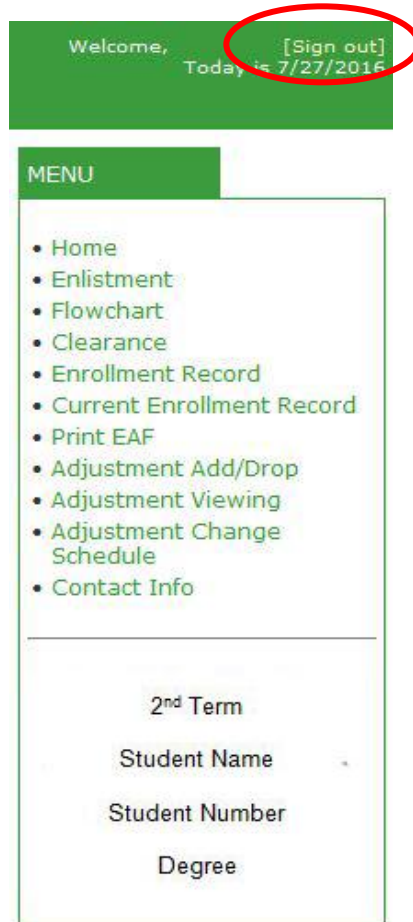 Welcome, [Sign out]
Today is 7/27/2016
MENU
• Home
• Enlistment
• Flowchart
• Clearance
• Enrollment Record
• Current Enrollment Record
• Print EAF
• Adjustment Add/Drop
• Adjustment Viewing
• Adjustment Change
Schedule
• Contact Info
2nd Term
Student Name
Student Number
Degree